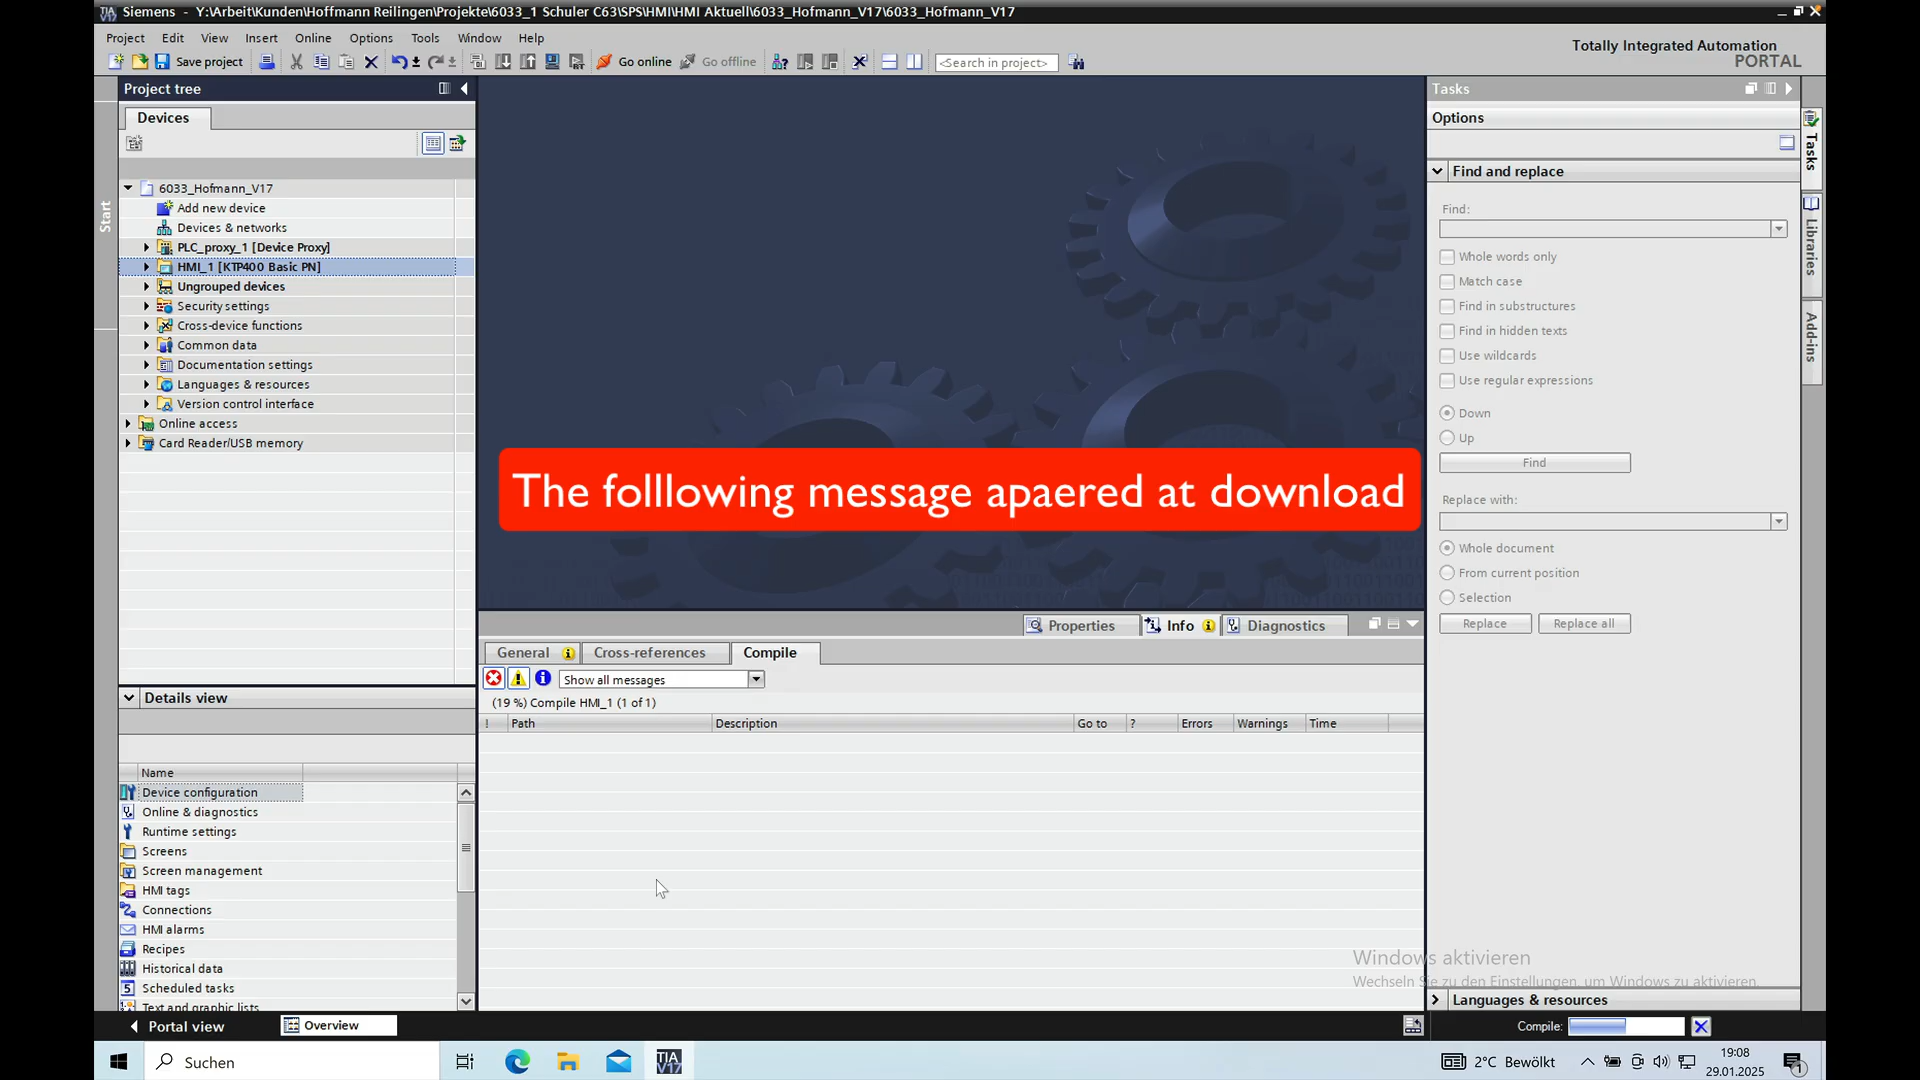 Siemens - Y:\Arbeit\Kunden\Hoffmann Reilingen\Projekte\6033_1 Schuler C63\SPS\HMI\HMI Aktuell\6033_Hofmann_V17\6033_Hofmann_V17
Project Edit View Insert Online Options Tools Window Help
Totally Integrated Automation
PORTAL
Save project
Go online
Go offline
<Search in project>
Project tree
Devices
Start
6033_Hofmann_V17
Add new device
Devices & networks
PLC_proxy_1 [Device Proxy]
HMI_1 [KTP400 Basic PN]
Ungrouped devices
Security settings
Cross-device functions
Common data
Documentation settings
Languages & resources
Version control interface
Online access
Card Reader/USB memory
Details view
Name
Device configuration
Online & diagnostics
Runtime settings
Screens
Screen management
HMI tags
Connections
HMI alarms
Recipes
Historical data
Scheduled tasks
Text and graphic lists
The folllowing message apaered at download
Properties
Info
Diagnostics
General
Cross-references
Compile
Show all messages
(19 %) Compile HMI_1 (1 of 1)
! Path Description Go to ? Errors Warnings Time
Tasks
Options
Find and replace
Find:
Whole words only
Match case
Find in substructures
Find in hidden texts
Use wildcards
Use regular expressions
Down
Up
Find
Replace with:
Whole document
From current position
Selection
Replace
Replace all
Languages & resources
Tasks
Libraries
Add-ins
Windows aktivieren
Wechseln Sie zu den Einstellungen, um Windows zu aktivieren.
Portal view
Overview
Compile:
Suchen
TIA
V17
2°C Bewölkt
19:08
29.01.2025
1